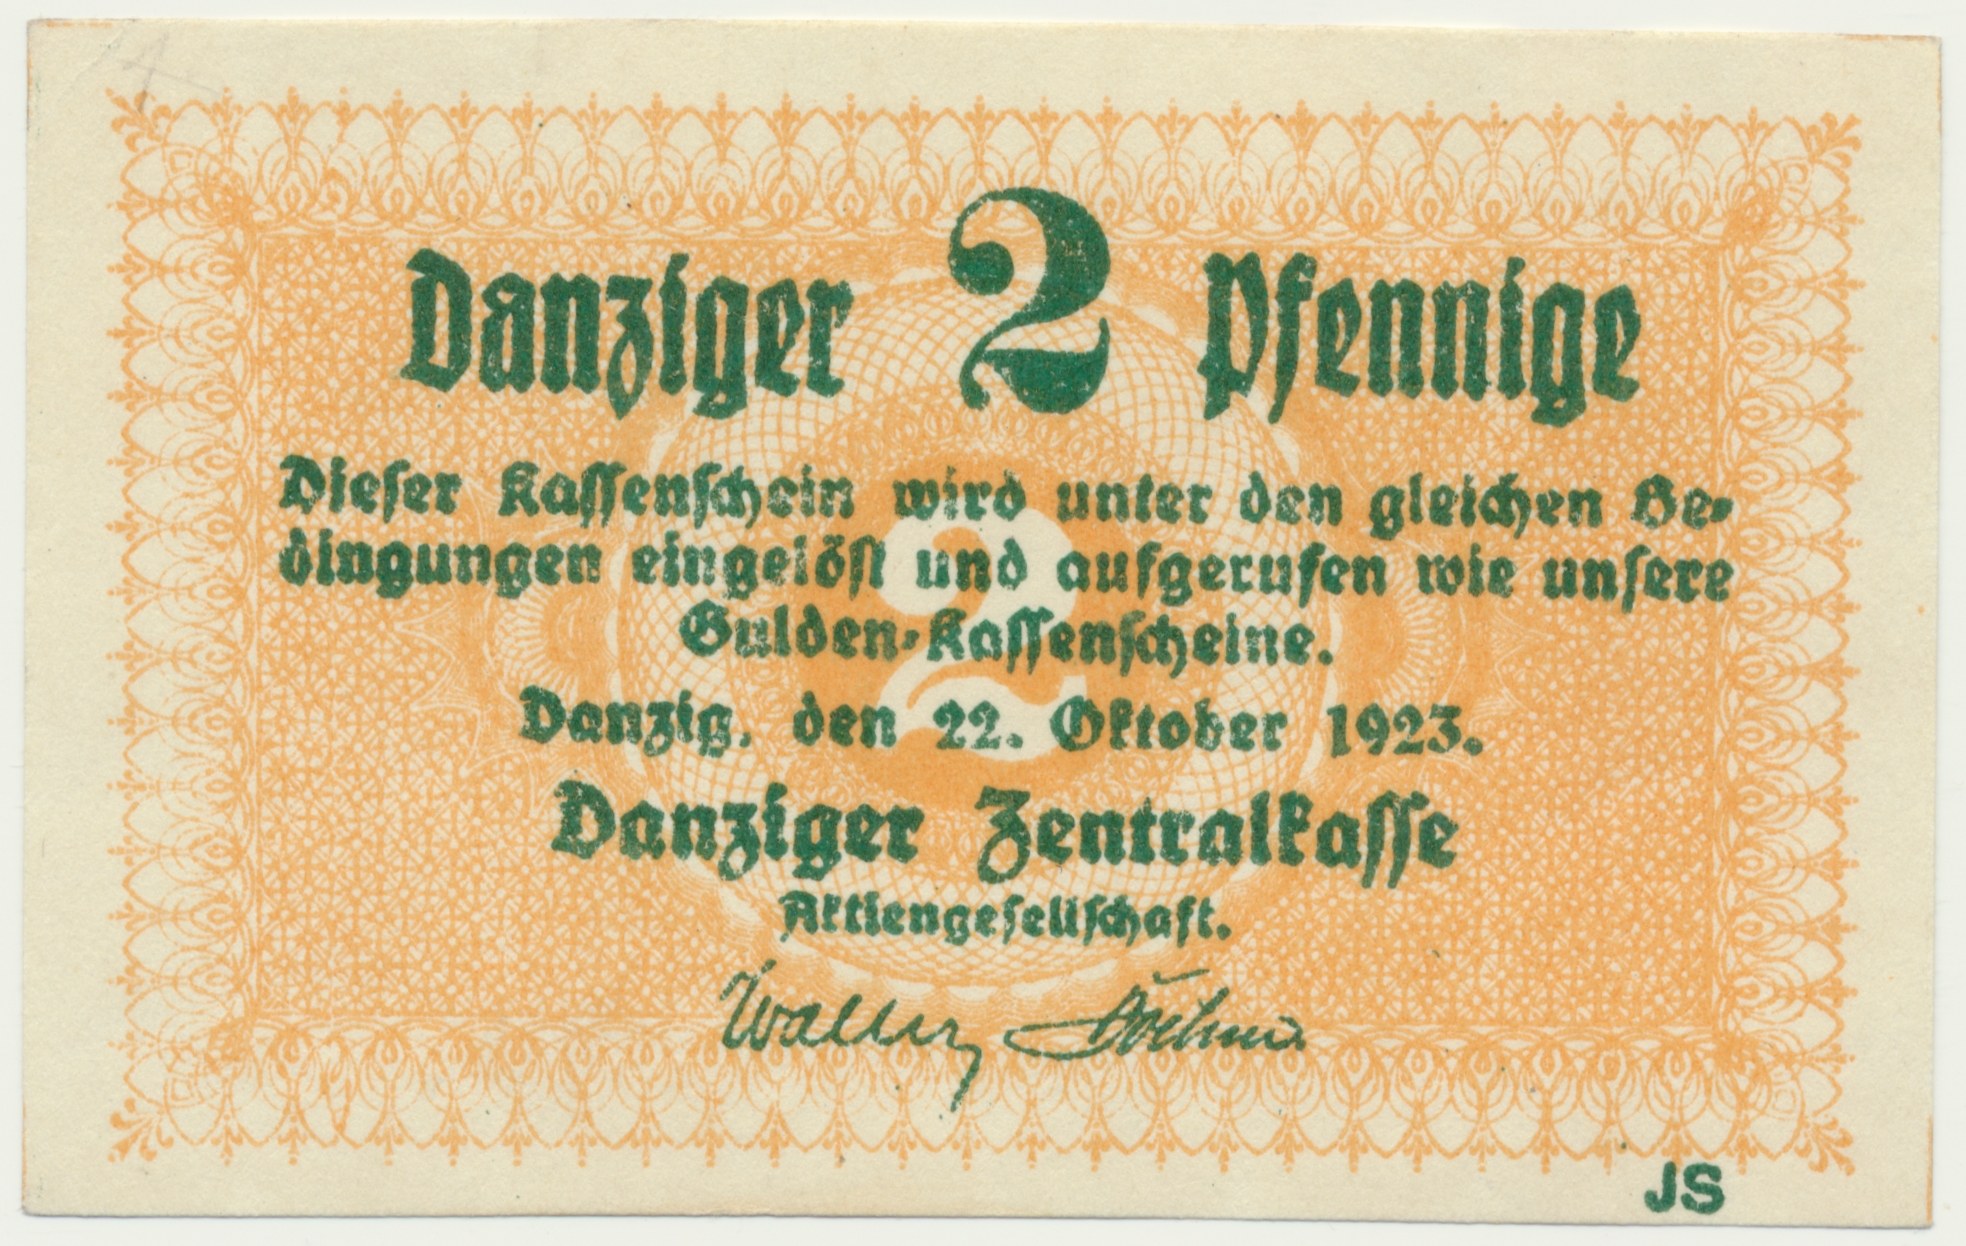 Danziger 2 Pfennige
Dieser Kassenschein wird unter den gleichen Be-
dingungen eingelöst und aufgerufen wie unsere
Gulden-Kassenscheine.
Danzig, den 22. Oktober 1923.
Danziger Zentralkasse
Aktiengesellschaft.
2
JS